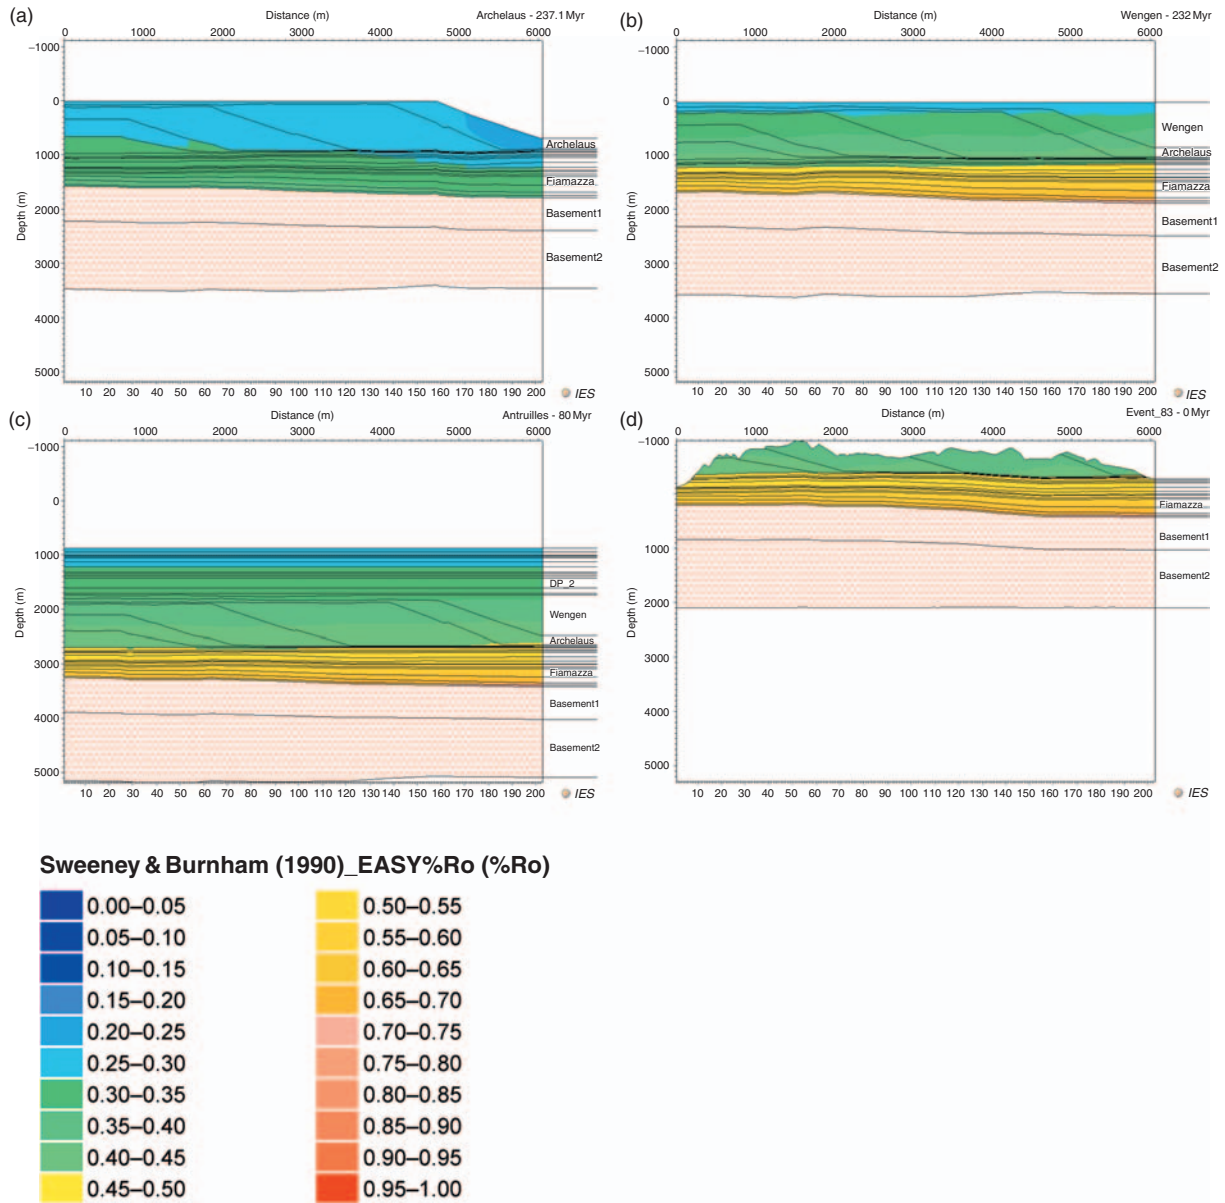 (a)
Distance (m)
Archelaus - 237.1 Myr
0 1000 2000 3000 4000 5000 6000
−1000
0
1000
2000
3000
4000
5000
Depth (m)
Archelaus
Fiamazza
Basement1
Basement2
10 20 30 40 50 60 70 80 90 100 110 120 130 140 150 160 170 180 190 200
IES
(b)
Distance (m)
Wengen - 232 Myr
0 1000 2000 3000 4000 5000 6000
−1000
0
1000
2000
3000
4000
5000
Depth (m)
Wengen
Archelaus
Fiamazza
Basement1
Basement2
10 20 30 40 50 60 70 80 90 100 110 120 130 140 150 160 170 180 190 200
IES
(c)
Distance (m)
Antruilles - 80 Myr
0 1000 2000 3000 4000 5000 6000
−1000
0
1000
2000
3000
4000
5000
Depth (m)
DP_2
Wengen
Archelaus
Fiamazza
Basement1
Basement2
10 20 30 40 50 60 70 80 90 100 110 120 130 140 150 160 170 180 190 200
IES
(d)
Distance (m)
Event_83 - 0 Myr
0 1000 2000 3000 4000 5000 6000
−1000
1000
2000
3000
4000
5000
Depth (m)
Fiamazza
Basement1
Basement2
10 20 30 40 50 60 70 80 90 100 110 120 130 140 150 160 170 180 190 200
IES
Sweeney & Burnham (1990)_EASY%Ro (%Ro)
0.00–0.05
0.05–0.10
0.10–0.15
0.15–0.20
0.20–0.25
0.25–0.30
0.30–0.35
0.35–0.40
0.40–0.45
0.45–0.50
0.50–0.55
0.55–0.60
0.60–0.65
0.65–0.70
0.70–0.75
0.75–0.80
0.80–0.85
0.85–0.90
0.90–0.95
0.95–1.00